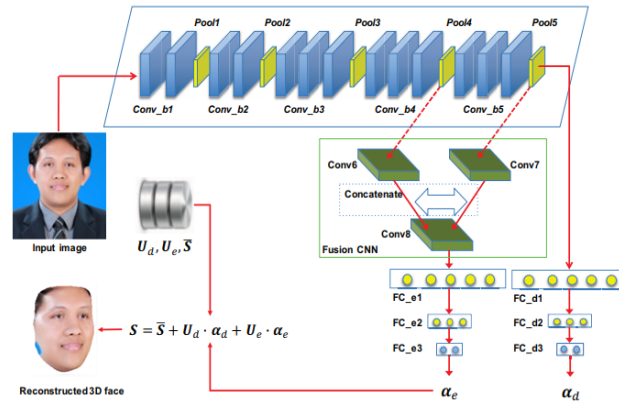 Pool1 Pool2 Pool3 Pool4 Pool5
Conv_b1 Conv_b2 Conv_b3 Conv_b4 Conv_b5
Conv6 Conv7
Concatenate
Conv8
Fusion CNN
Input image
U_d, U_e, S̅
FC_e1 FC_d1
FC_e2 FC_d2
FC_e3 FC_d3
S = S̅ + U_d · α_d + U_e · α_e
α_e α_d
Reconstructed 3D face